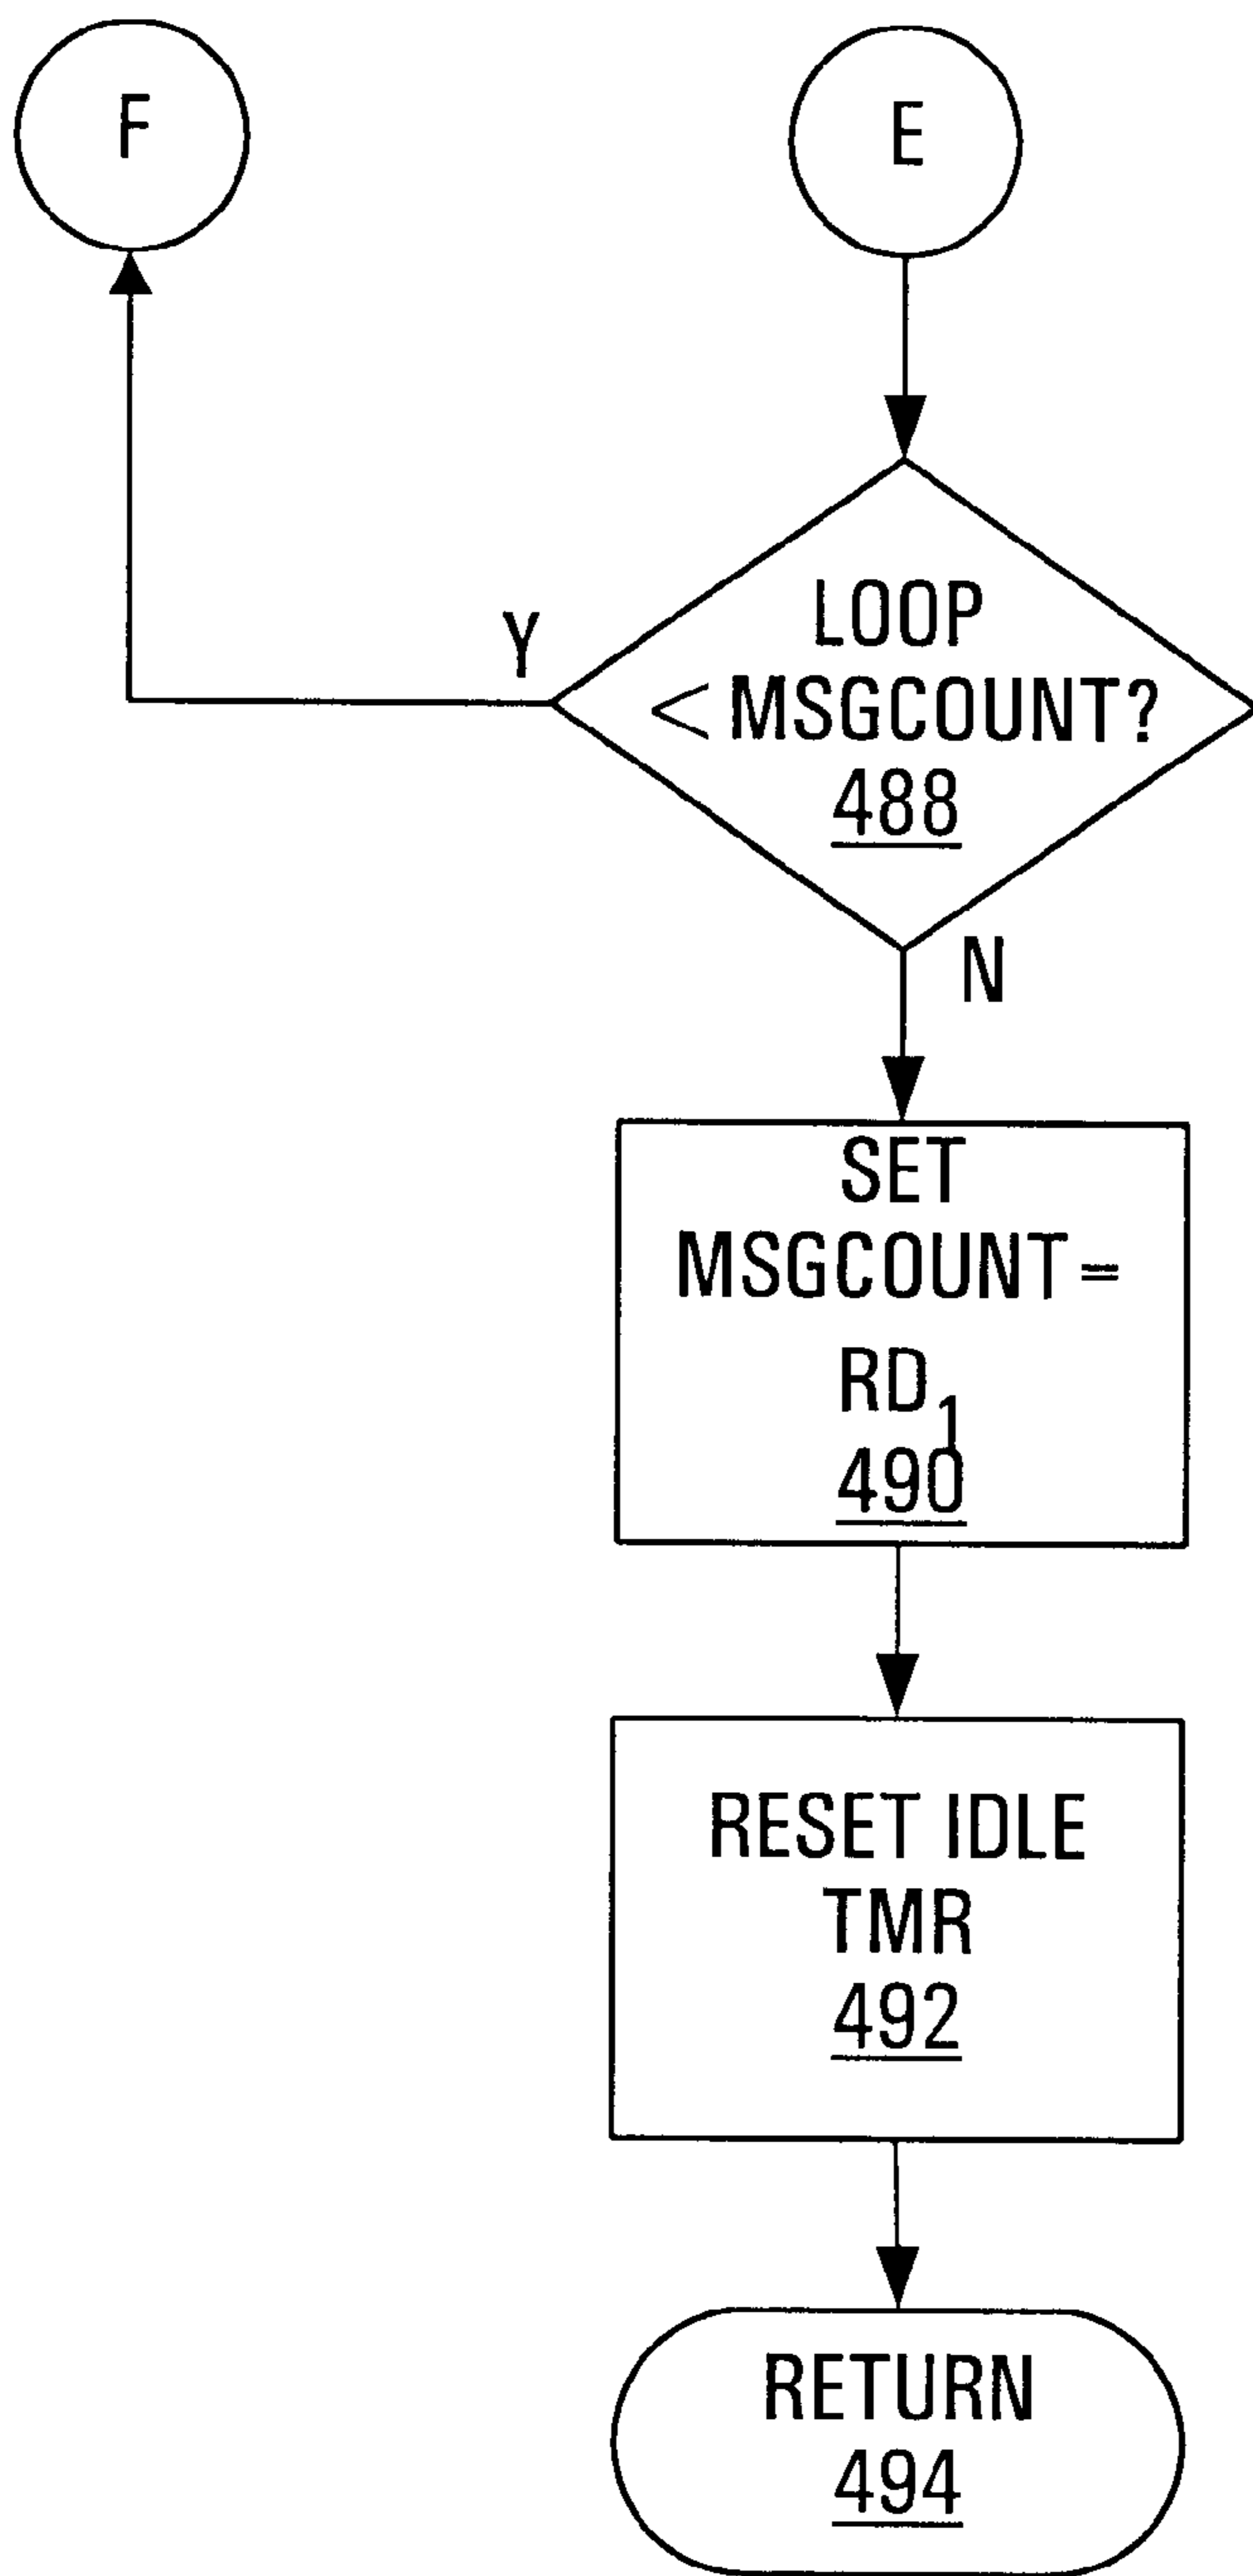 F
E
LOOP
< MSGCOUNT?
488
Y
N
SET
MSGCOUNT =
RD₁
490
RESET IDLE
TMR
492
RETURN
494